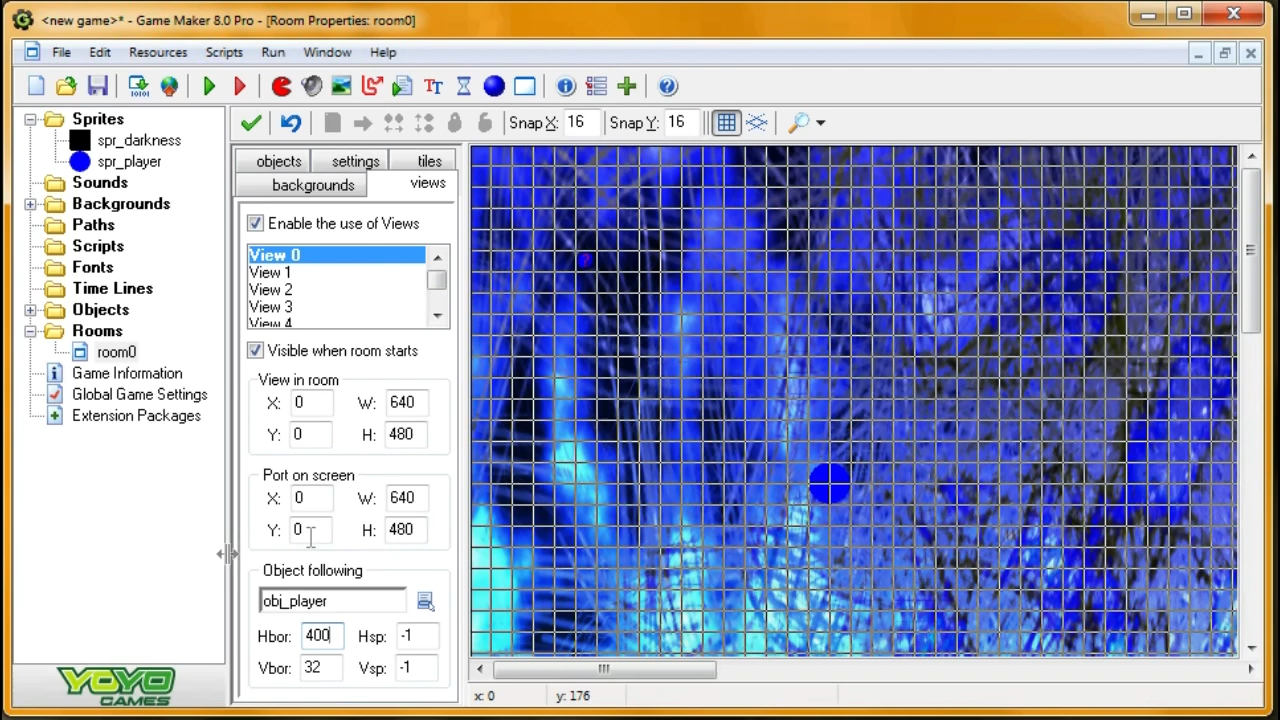 <new game>* - Game Maker 8.0 Pro - [Room Properties: room0]
File Edit Resources Scripts Run Window Help
Snap X: 16 Snap Y: 16
Sprites
spr_darkness
spr_player
Sounds
Backgrounds
Paths
Scripts
Fonts
Time Lines
Objects
Rooms
room0
Game Information
Global Game Settings
Extension Packages
YOYO
GAMES
objects settings tiles
backgrounds views
Enable the use of Views
View 0
View 1
View 2
View 3
View 4
Visible when room starts
View in room
X: 0 W: 640
Y: 0 H: 480
Port on screen
X: 0 W: 640
Y: 0 H: 480
Object following
obj_player
Hbor: 400 Hsp: -1
Vbor: 32 Vsp: -1
?
x: 0 y: 176